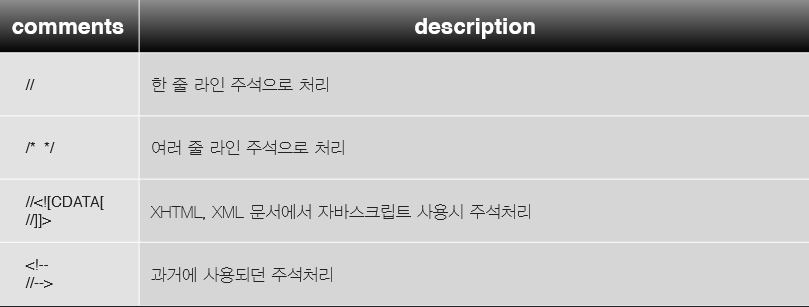 comments description
// 한 줄 라인 주석으로 처리
/* */ 여러 줄 라인 주석으로 처리
//<![CDATA[
//]]>
XHTML, XML 문서에서 자바스크립트 사용시 주석처리
<!--
//-->
과거에 사용되던 주석처리